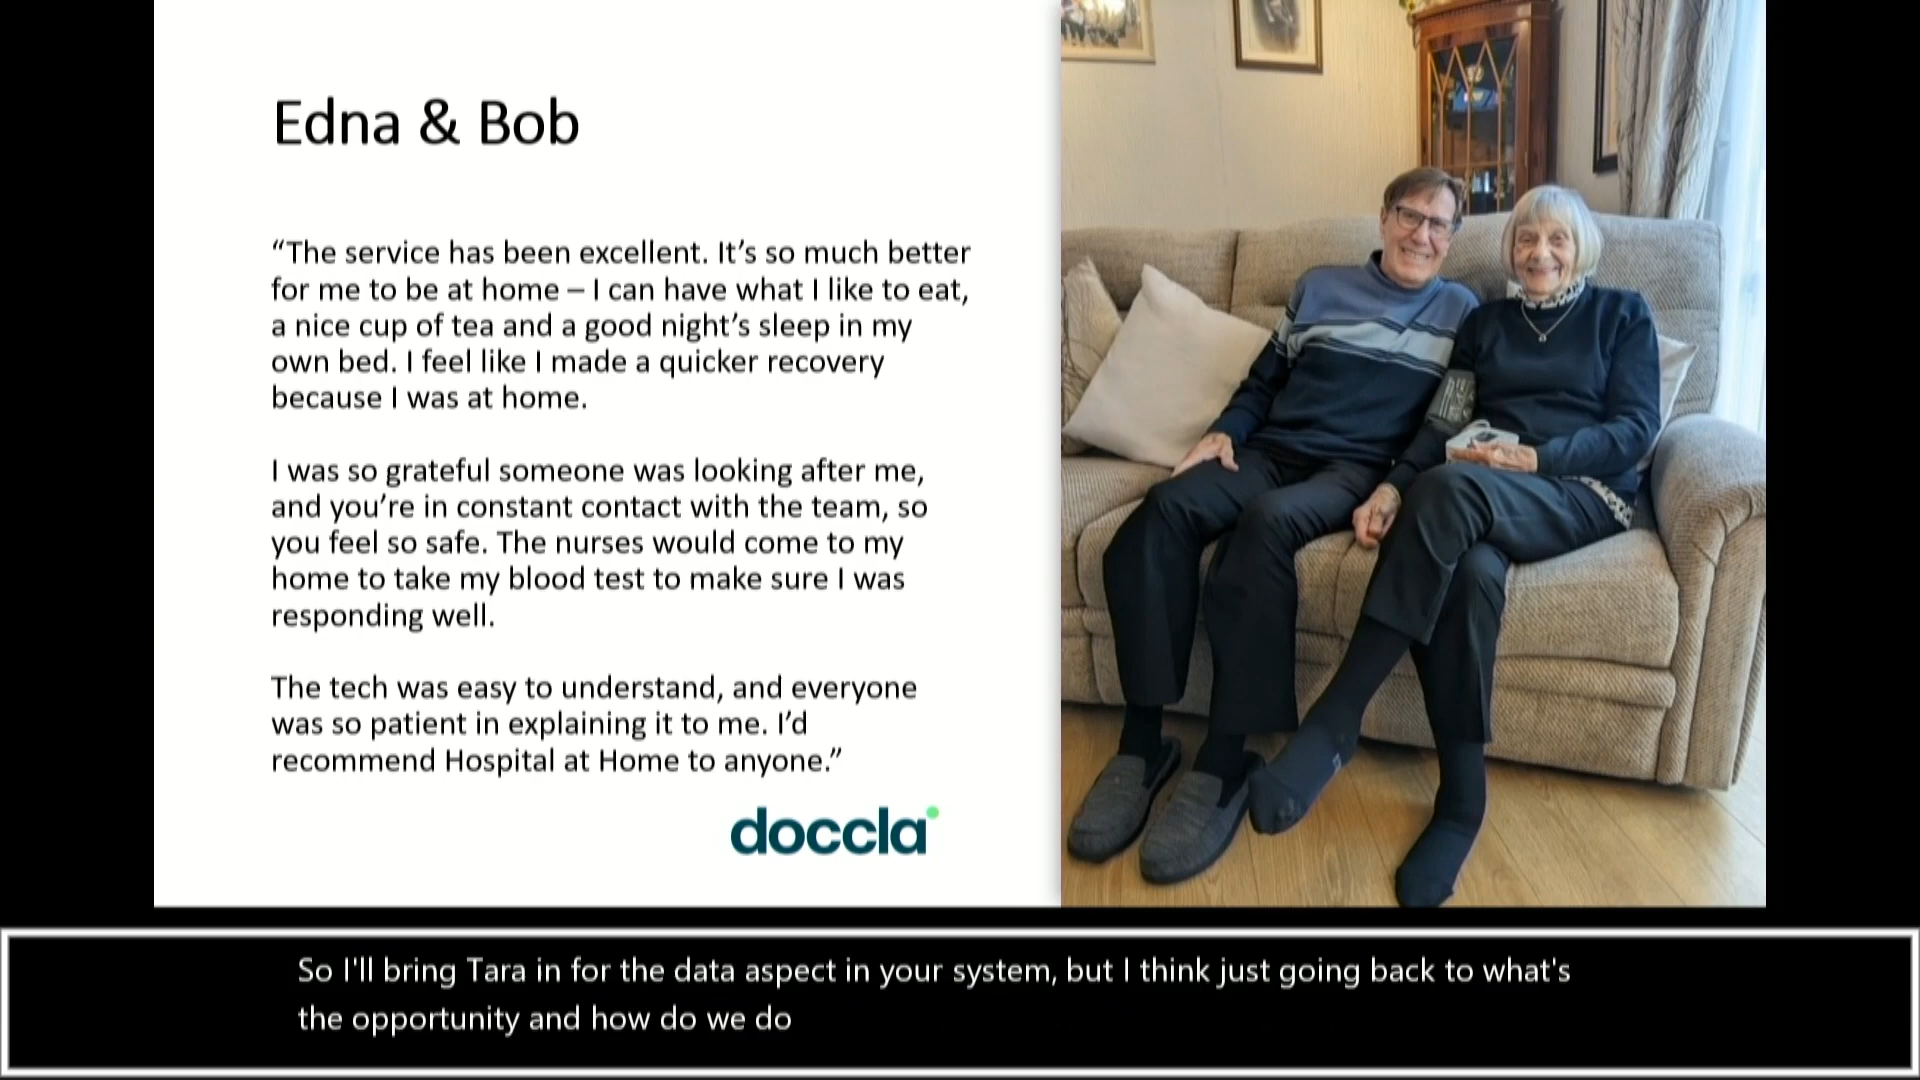 Edna & Bob
“The service has been excellent. It’s so much better
for me to be at home – I can have what I like to eat,
a nice cup of tea and a good night’s sleep in my
own bed. I feel like I made a quicker recovery
because I was at home.
I was so grateful someone was looking after me,
and you’re in constant contact with the team, so
you feel so safe. The nurses would come to my
home to take my blood test to make sure I was
responding well.
The tech was easy to understand, and everyone
was so patient in explaining it to me. I’d
recommend Hospital at Home to anyone.”
doccla
So I'll bring Tara in for the data aspect in your system, but I think just going back to what's
the opportunity and how do we do